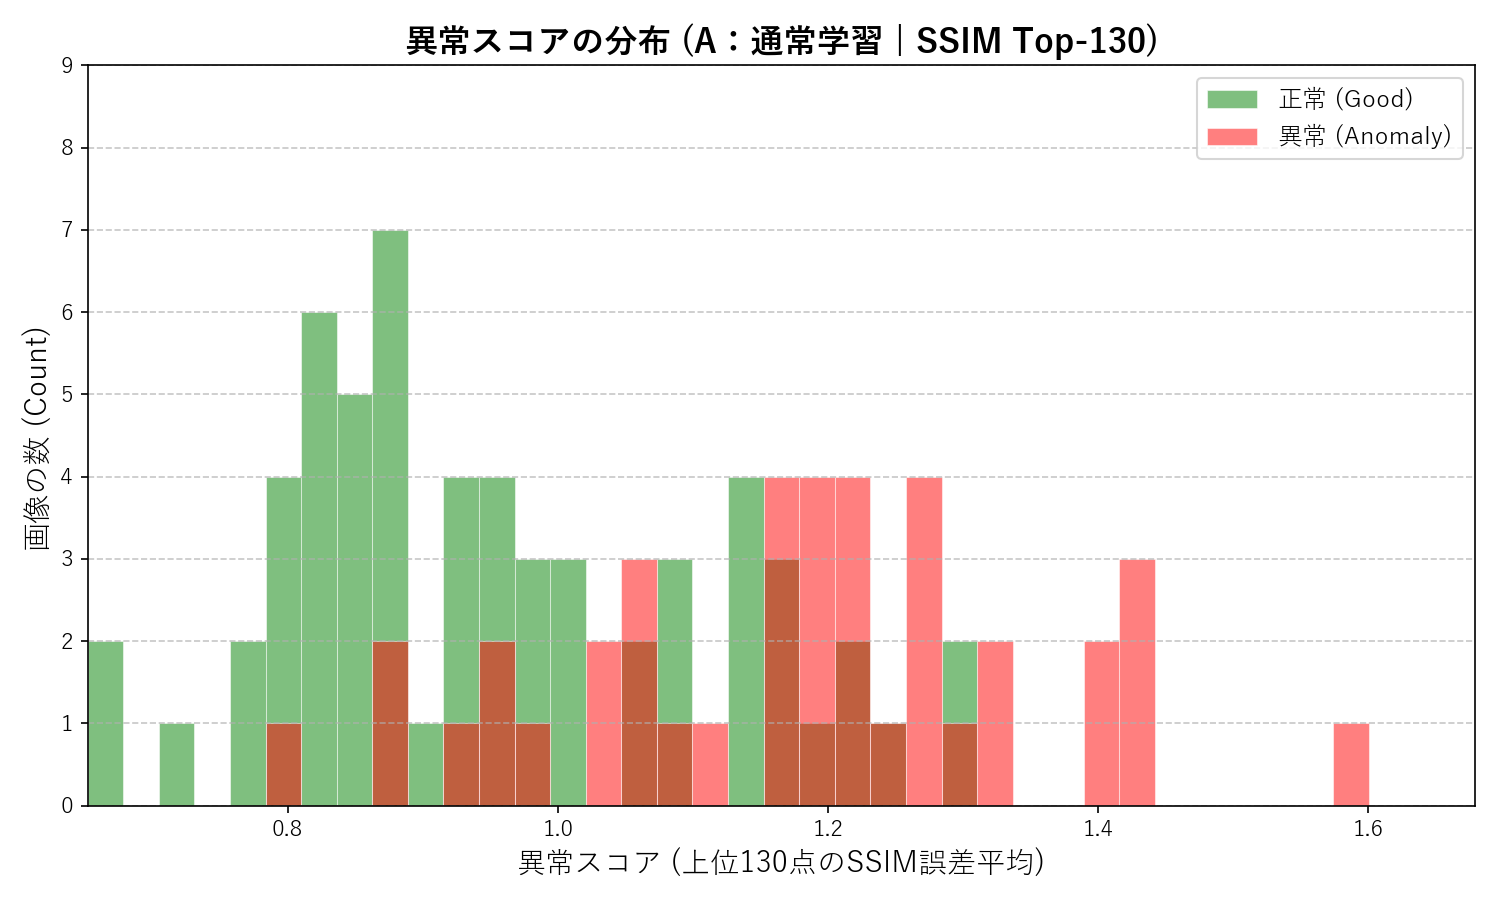 異常スコアの分布 (A：通常学習｜SSIM Top-130)
正常 (Good)
異常 (Anomaly)
画像の数 (Count)
9
8
7
6
5
4
3
2
1
0
0.8 1.0 1.2 1.4 1.6
異常スコア (上位130点のSSIM誤差平均)